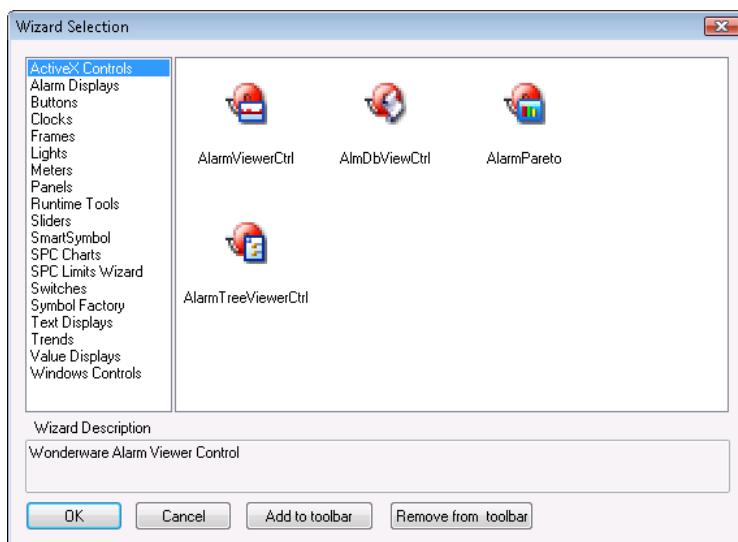 Wizard Selection
ActiveX Controls
Alarm Displays
Buttons
Clocks
Frames
Lights
Meters
Panels
Runtime Tools
Sliders
SmartSymbol
SPC Charts
SPC Limits Wizard
Switches
Symbol Factory
Text Displays
Trends
Value Displays
Windows Controls
AlarmViewerCtrl
AlmDbViewCtrl
AlarmPareto
AlarmTreeViewerCtrl
Wizard Description
Wonderware Alarm Viewer Control
OK
Cancel
Add to toolbar
Remove from toolbar